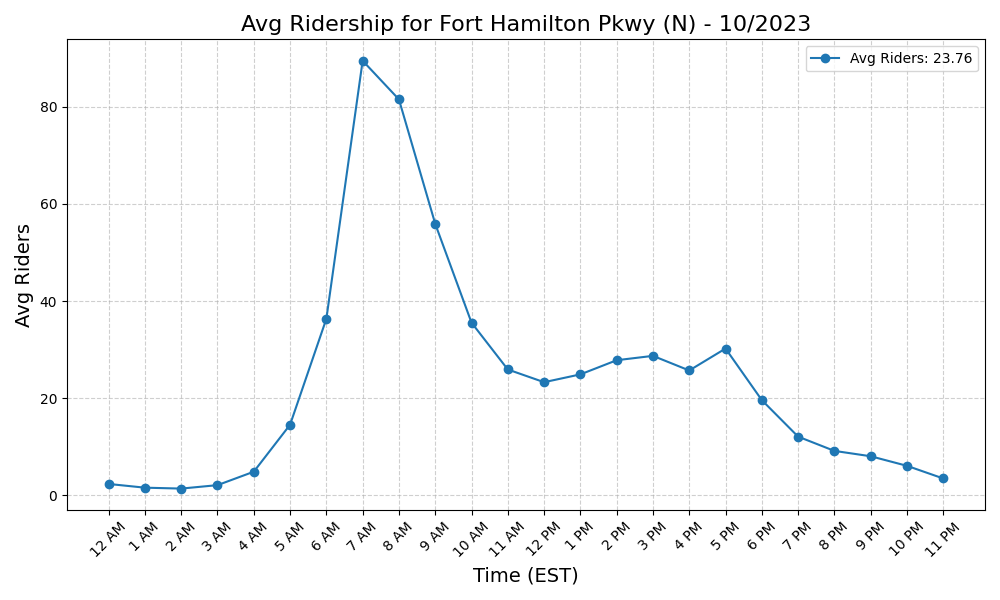 Avg Ridership for Fort Hamilton Pkwy (N) - 10/2023
Avg Riders: 23.76
Avg Riders
80
60
40
20
0
12 AM
1 AM
2 AM
3 AM
4 AM
5 AM
6 AM
7 AM
8 AM
9 AM
10 AM
11 AM
12 PM
1 PM
2 PM
3 PM
4 PM
5 PM
6 PM
7 PM
8 PM
9 PM
10 PM
11 PM
Time (EST)